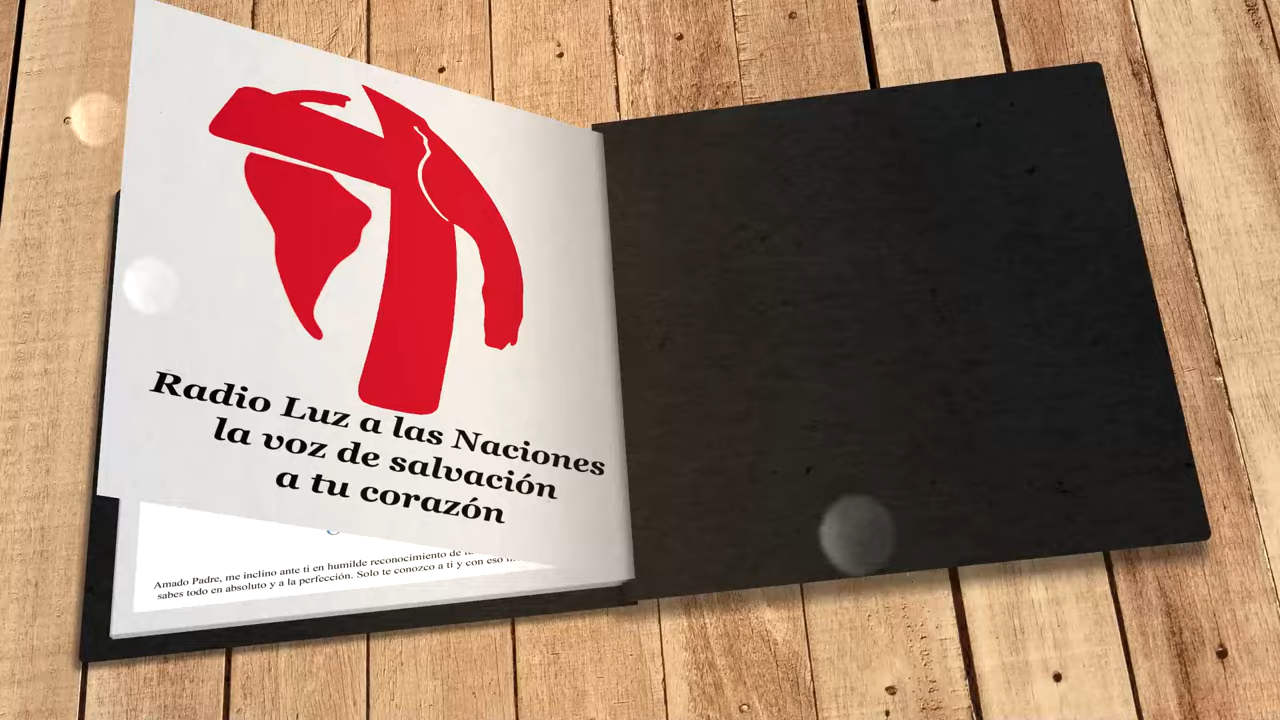 Radio Luz a las Naciones
la voz de salvación
a tu corazón
Amado Padre, me inclino ante ti en humilde reconocimiento de
sabes todo en absoluto y a la perfección. Solo te conozco a ti y con eso